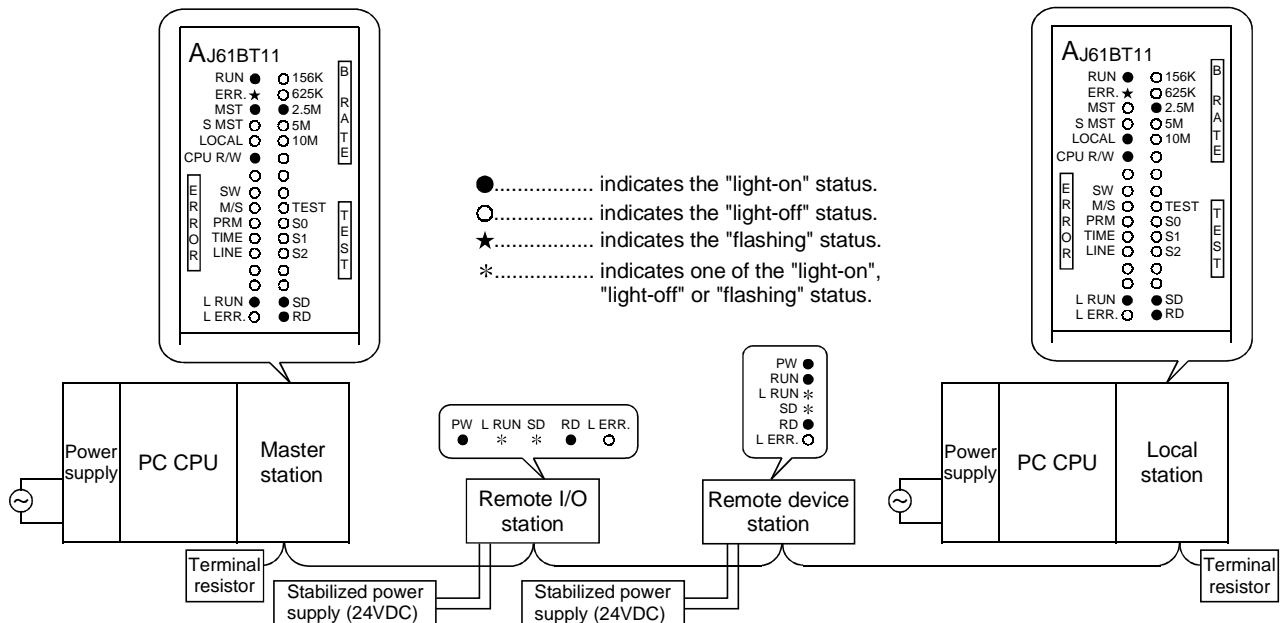 AJ61BT11
RUN ● ○ 156K
ERR. ★ ○ 625K
MST ● ● 2.5M
S MST ○ ○ 5M
LOCAL ○ ○ 10M
CPU R/W ● ○
○ ○
SW ○ ○
M/S ○ ○ TEST
PRM ○ ○ S0
TIME ○ ○ S1
LINE ○ ○ S2
○ ○
○ ○
L RUN ● ● SD
L ERR. ○ ● RD
B RATE
ERROR
TEST
●................. indicates the "light-on" status.
○................. indicates the "light-off" status.
★................. indicates the "flashing" status.
*................. indicates one of the "light-on",
"light-off" or "flashing" status.
AJ61BT11
RUN ● ○ 156K
ERR. ★ ○ 625K
MST ○ ● 2.5M
S MST ○ ○ 5M
LOCAL ● ○ 10M
CPU R/W ● ○
○ ○
SW ○ ○
M/S ○ ○ TEST
PRM ○ ○ S0
TIME ○ ○ S1
LINE ○ ○ S2
○ ○
○ ○
L RUN ● ● SD
L ERR. ○ ● RD
B RATE
ERROR
TEST
Power
supply
PC CPU
Master
station
Terminal
resistor
PW L RUN SD RD L ERR.
● * * ● ○
Remote I/O
station
Stabilized power
supply (24VDC)
PW ●
RUN ●
L RUN *
SD *
RD ●
L ERR. ○
Remote device
station
Stabilized power
supply (24VDC)
Power
supply
PC CPU
Local
station
Terminal
resistor